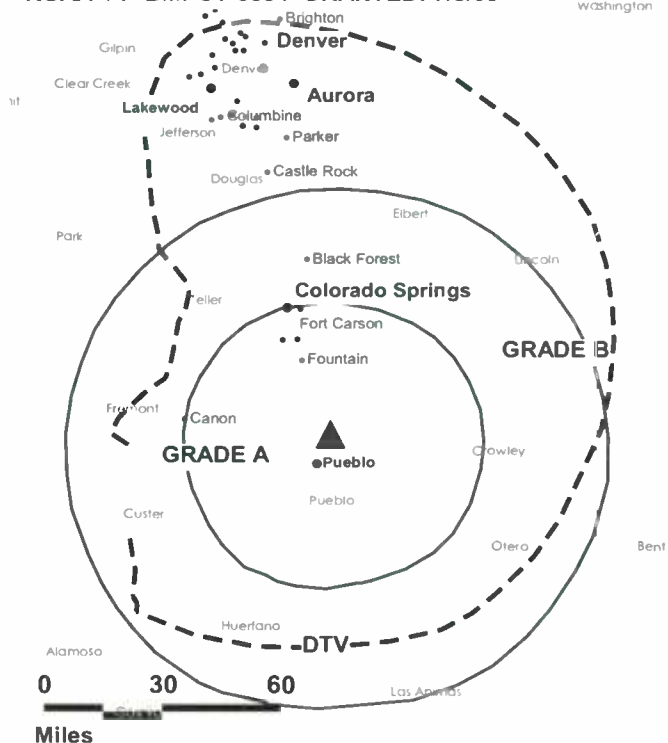 Washington
Brighton
Gilpin
Denver
Denver
Clear Creek
Aurora
Lakewood
Columbine
Jefferson
Parker
Castle Rock
Douglas
Elbert
Park
Black Forest
Lincoln
Colorado Springs
Teller
Fort Carson
GRADE B
Fountain
Fremont
Canon
GRADE A
Crowley
Pueblo
Pueblo
Custer
Otero
Bent
Huerfano
DTV
Alamosa
0 30 60
Las Animas
Miles